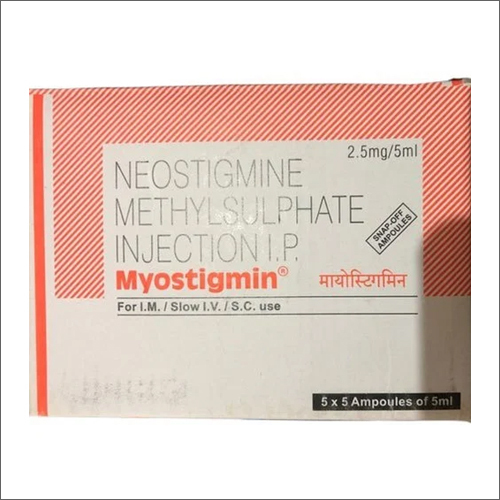 2.5mg/5ml
NEOSTIGMINE
METHYLSULPHATE
INJECTION I.P.
SNAP-OFF
AMPOULES
Myostigmin®
मायोस्टिगमिन
For I.M. / Slow I.V. / S.C. use
5 x 5 Ampoules of 5ml